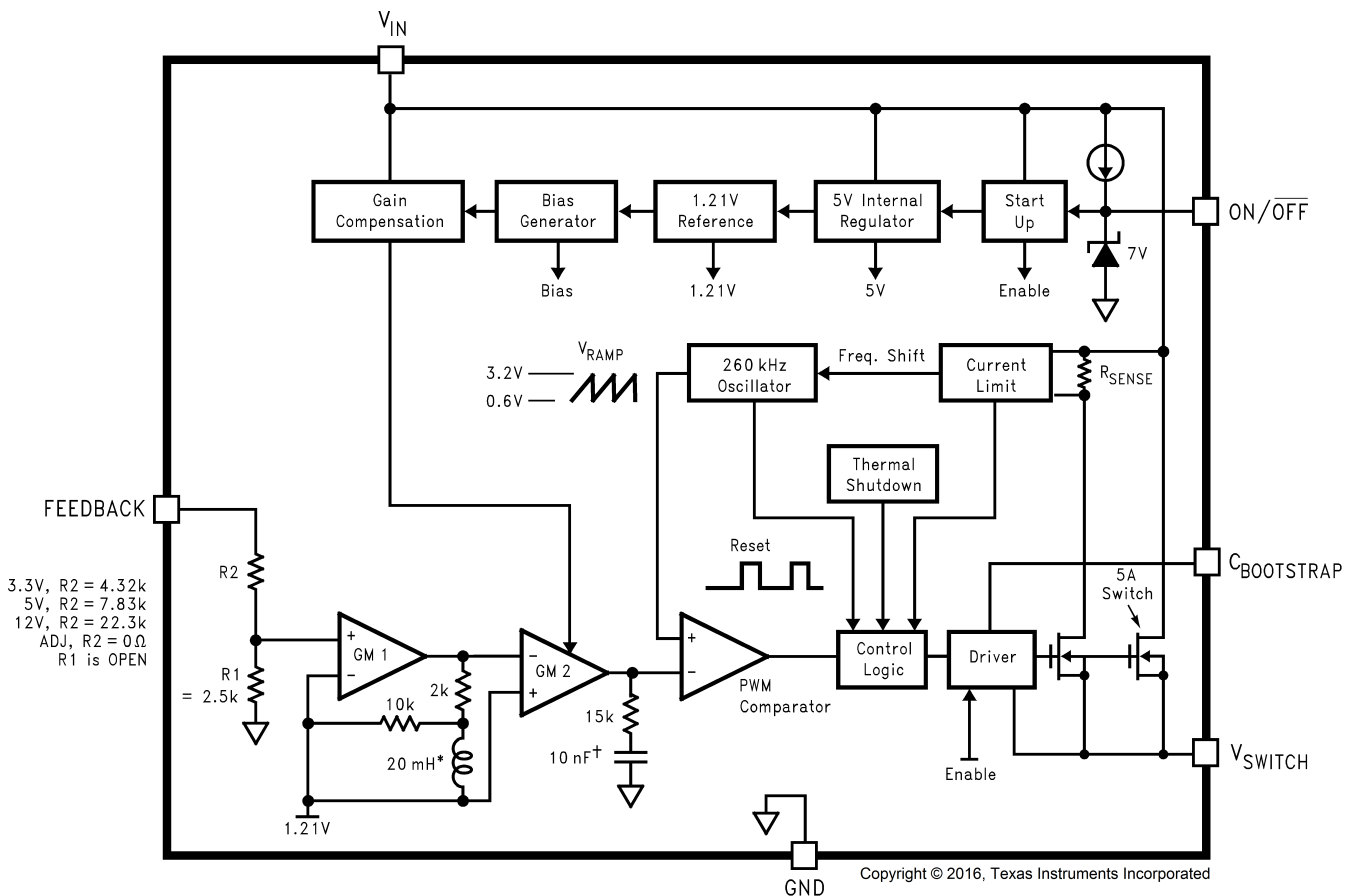 VIN
Gain
Compensation
Bias
Generator
1.21V
Reference
5V Internal
Regulator
Start
Up
ON/OFF
7V
Bias
1.21V
5V
Enable
VRAMP
3.2V
0.6V
260 kHz
Oscillator
Freq. Shift
Current
Limit
RSENSE
Thermal
Shutdown
FEEDBACK
Reset
CBOOTSTRAP
5A
Switch
R2
3.3V, R2 = 4.32k
5V, R2 = 7.83k
12V, R2 = 22.3k
ADJ, R2 = 0Ω
R1 is OPEN
+
GM 1
−
−
GM 2
+
+
−
PWM
Comparator
Control
Logic
Driver
R1
= 2.5k
2k
10k
20 mH*
15k
10 nF†
1.21V
Enable
VSWITCH
GND
Copyright © 2016, Texas Instruments Incorporated